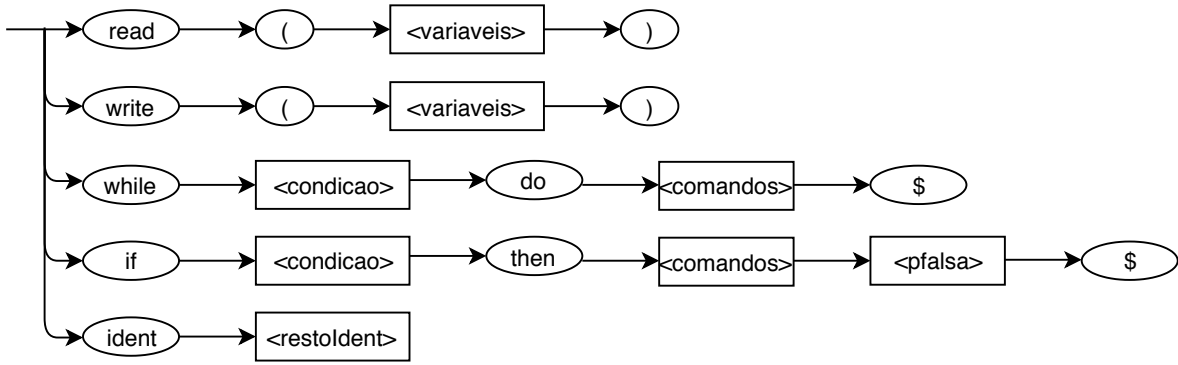 read ( <variaveis> )
write ( <variaveis> )
while <condicao> do <comandos> $
if <condicao> then <comandos> <pfalsa> $
ident <restoIdent>